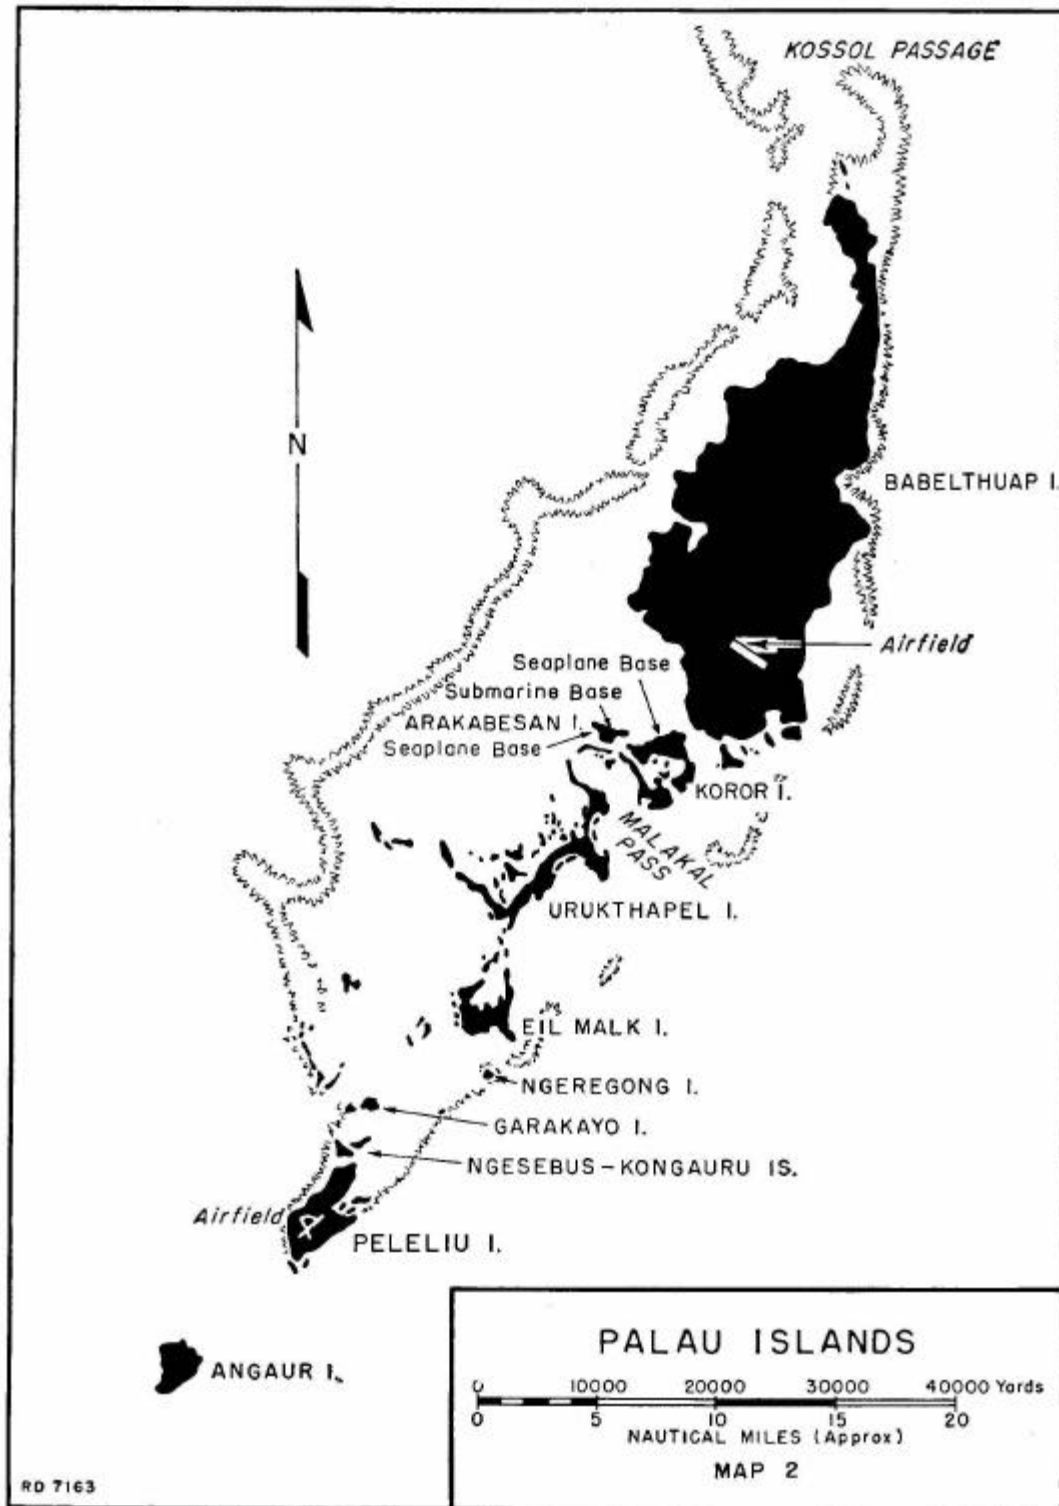 KOSSOL PASSAGE
N
BABELTHUAP I.
Airfield
Seaplane Base
Submarine Base
ARAKABESAN I.
Seaplane Base
KOROR I.
MALAKAL
PASS
URUKTHAPEL I.
EIL MALK I.
NGEREGONG I.
GARAKAYO I.
NGESEBUS-KONGAURU IS.
Airfield
PELELIU I.
ANGAUR I.
PALAU ISLANDS
0 10000 20000 30000 40000 Yards
0 5 10 15 20
NAUTICAL MILES (Approx)
MAP 2
RD 7163